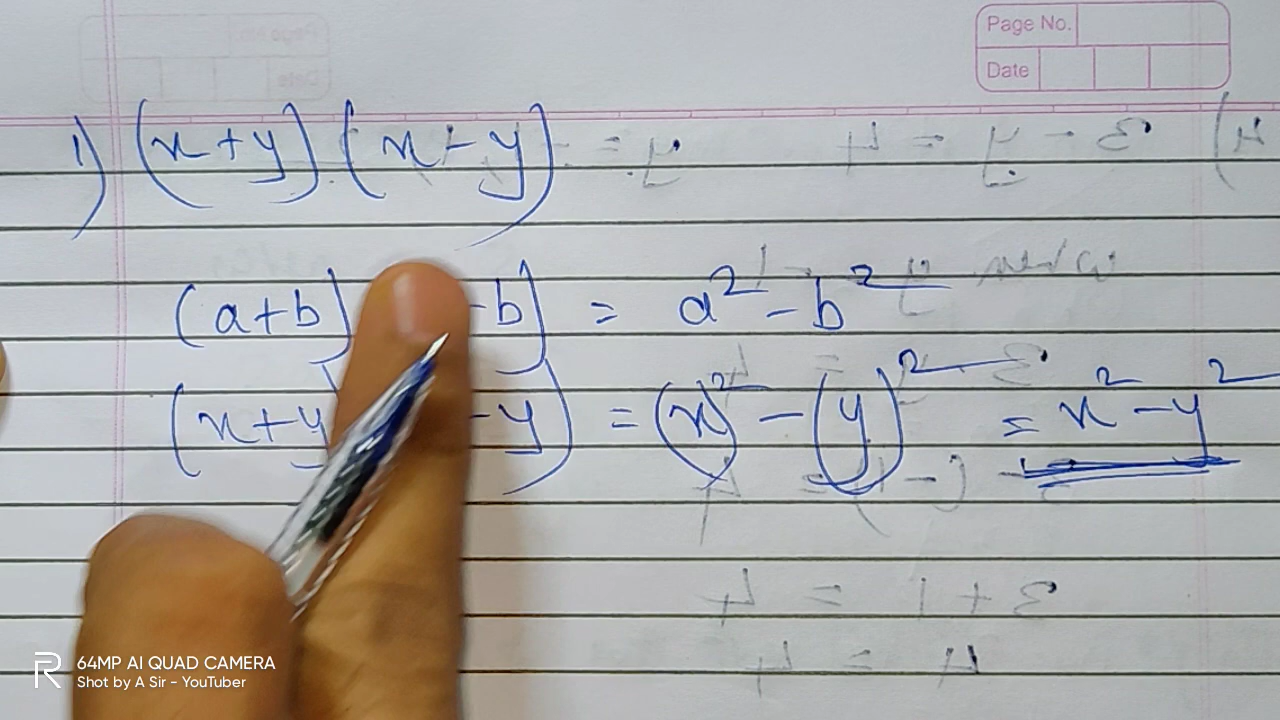 Page No.
Date
1) (x+y) (x-y)
(a+b) -b) = a² - b²
(x+y -y) = (x)² - (y)² = x² - y²
64MP AI QUAD CAMERA
Shot by A Sir - YouTuber